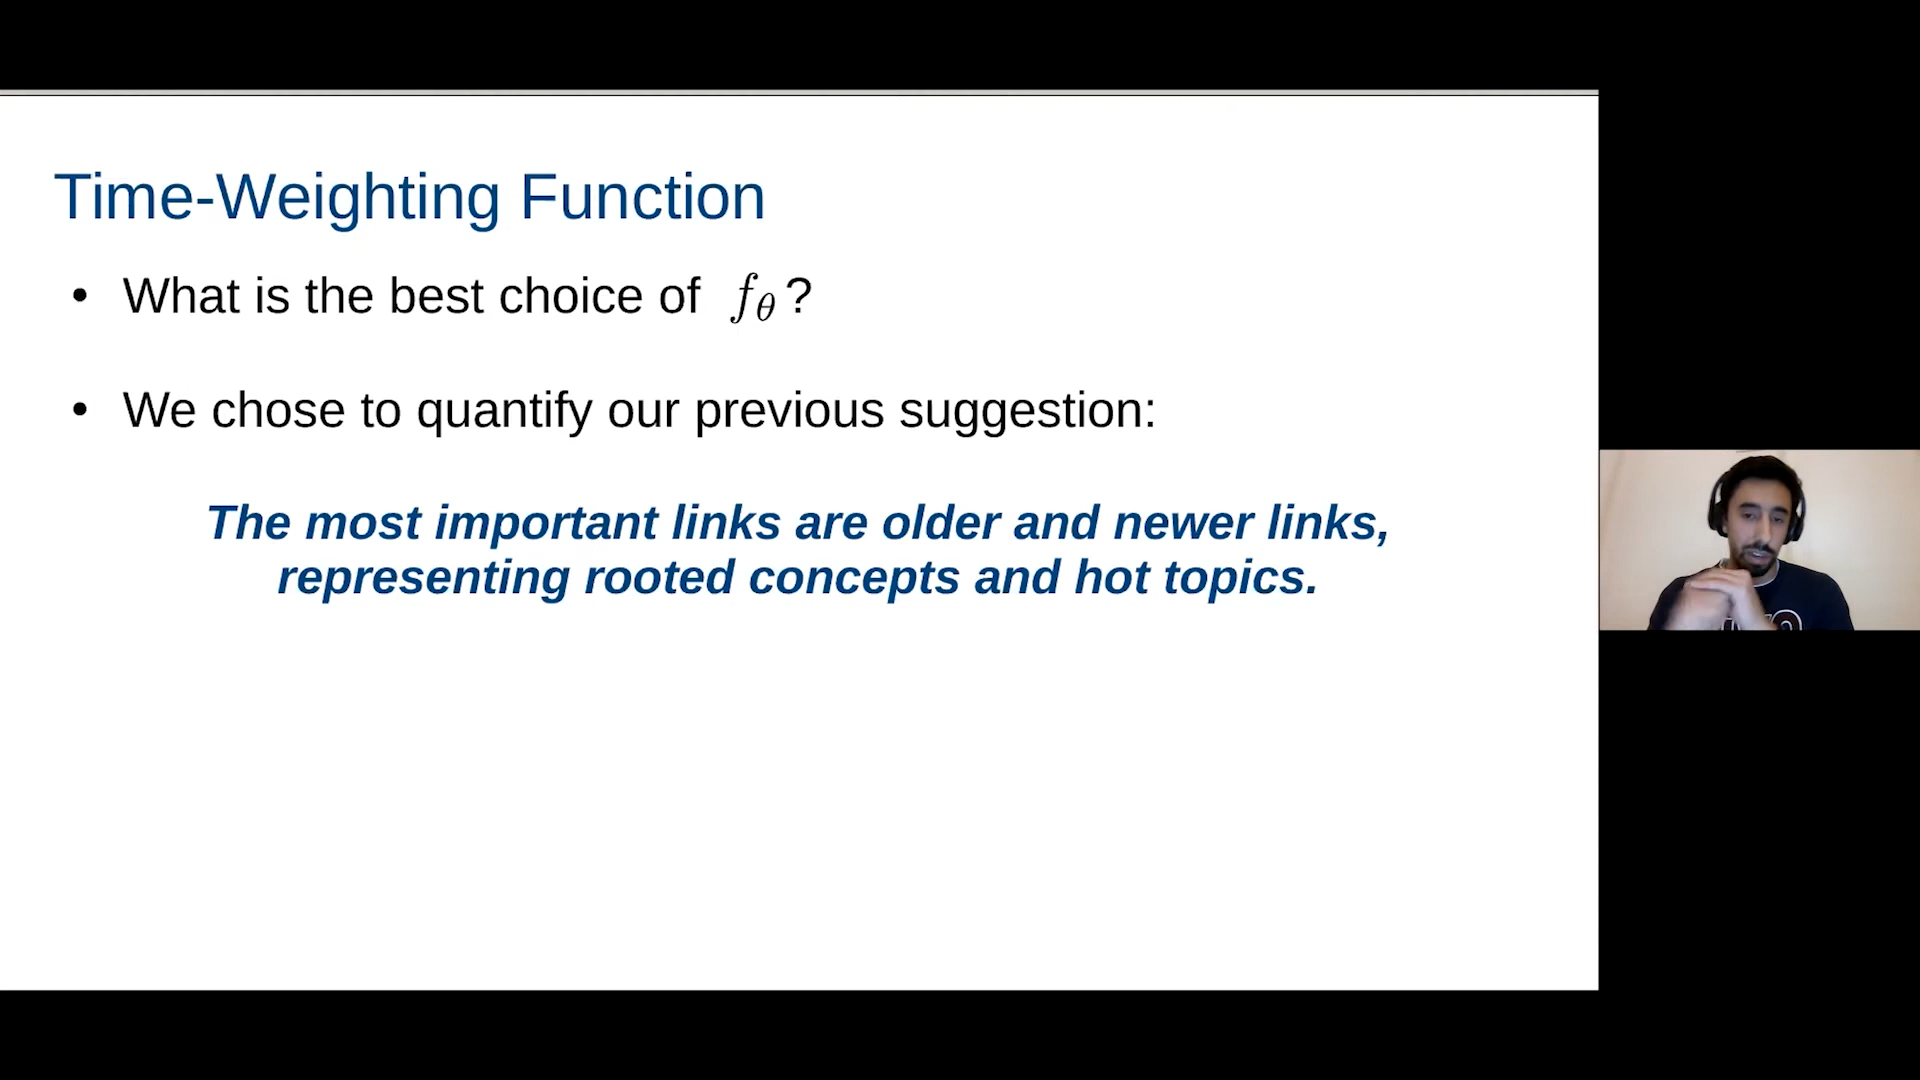 Time-Weighting Function
• What is the best choice of f_θ ?
• We chose to quantify our previous suggestion:
The most important links are older and newer links,
representing rooted concepts and hot topics.